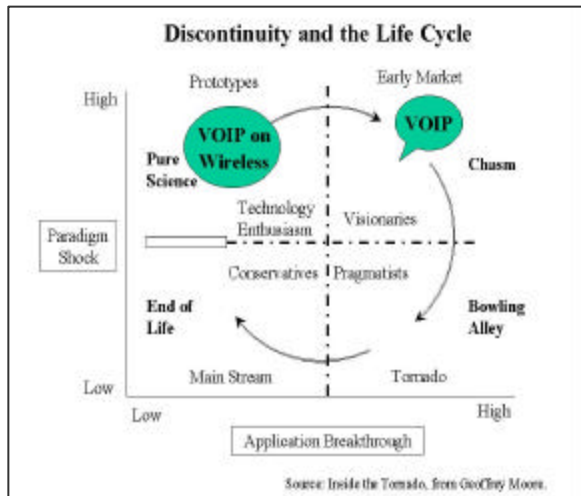 Discontinuity and the Life Cycle
Prototypes
Early Market
High
VOIP on
Wireless
VOIP
Pure
Science
Chasm
Technology
Enthusiasm
Visionaries
Paradigm
Shock
Conservatives
Pragmatists
End of
Life
Bowling
Alley
Main Stream
Tornado
Low
Low
High
Application Breakthrough
Source: Inside the Tornado, from Geoffrey Moore.